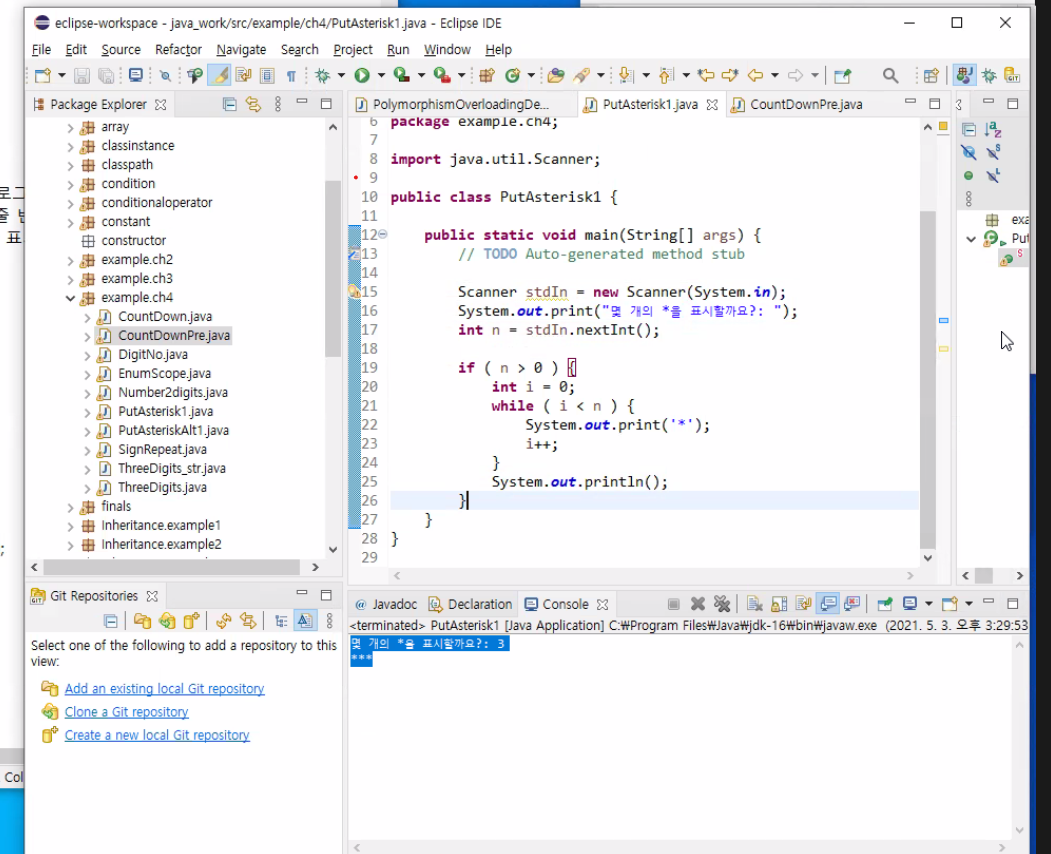 eclipse-workspace - java_work/src/example/ch4/PutAsterisk1.java - Eclipse IDE
File Edit Source Refactor Navigate Search Project Run Window Help
Package Explorer
array
classinstance
classpath
condition
conditionaloperator
constant
constructor
example.ch2
example.ch3
example.ch4
CountDown.java
CountDownPre.java
DigitNo.java
EnumScope.java
Number2digits.java
PutAsterisk1.java
PutAsteriskAlt1.java
SignRepeat.java
ThreeDigits_str.java
ThreeDigits.java
finals
Inheritance.example1
Inheritance.example2
PolymorphismOverloadingDe... PutAsterisk1.java CountDownPre.java
6 package example.ch4;
7
8 import java.util.Scanner;
9
10 public class PutAsterisk1 {
11
12 public static void main(String[] args) {
13 // TODO Auto-generated method stub
14
15 Scanner stdIn = new Scanner(System.in);
16 System.out.print("몇 개의 *을 표시할까요?: ");
17 int n = stdIn.nextInt();
18
19 if ( n > 0 ) {
20 int i = 0;
21 while ( i < n ) {
22 System.out.print('*');
23 i++;
24 }
25 System.out.println();
26 }
27 }
28 }
29
exa
Put
Git Repositories
Select one of the following to add a repository to this
view:
Add an existing local Git repository
Clone a Git repository
Create a new local Git repository
Javadoc Declaration Console
<terminated> PutAsterisk1 [Java Application] C:₩Program Files₩Java₩jdk-16₩bin₩javaw.exe (2021. 5. 3. 오후 3:29:53
몇 개의 *을 표시할까요?: 3
***
로그
줄
표
;
Col